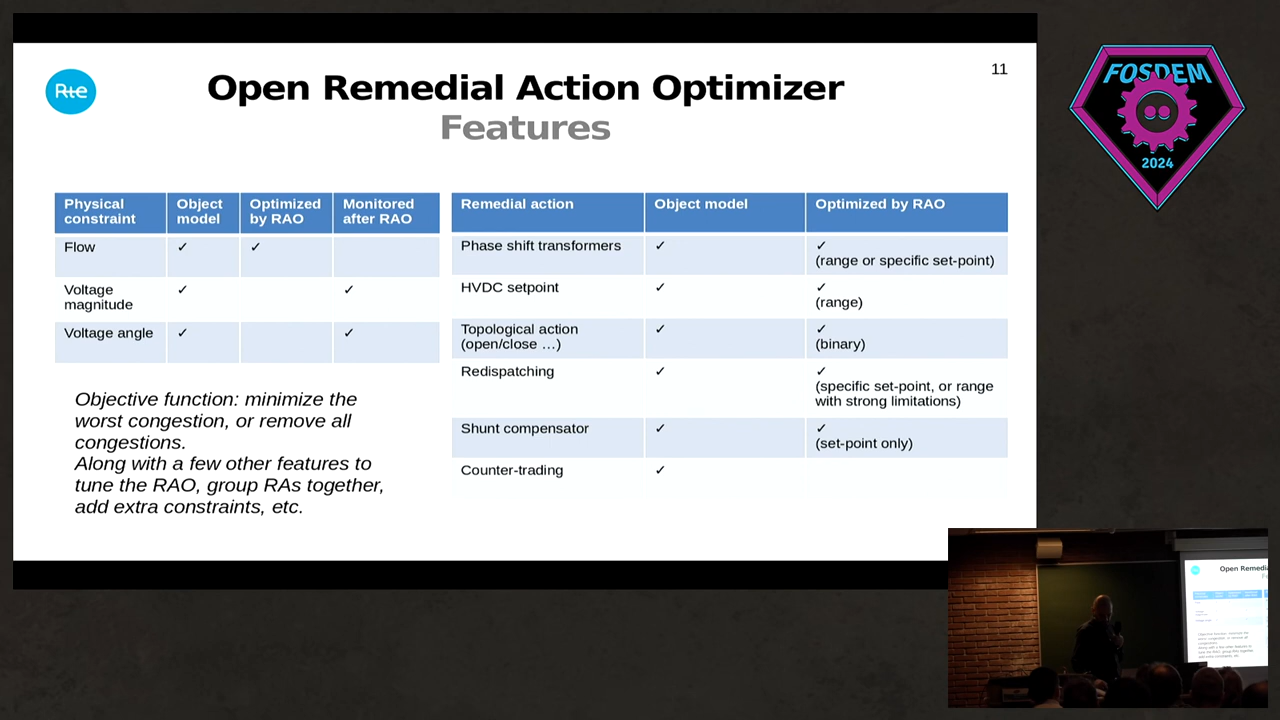 Rte
Open Remedial Action Optimizer
Features
11
Physical constraint | Object model | Optimized by RAO | Monitored after RAO
Flow | ✓ | ✓ |
Voltage magnitude | ✓ | | ✓
Voltage angle | ✓ | | ✓
Objective function: minimize the
worst congestion, or remove all
congestions.
Along with a few other features to
tune the RAO, group RAs together,
add extra constraints, etc.
Remedial action | Object model | Optimized by RAO
Phase shift transformers | ✓ | ✓ (range or specific set-point)
HVDC setpoint | ✓ | ✓ (range)
Topological action (open/close …) | ✓ | ✓ (binary)
Redispatching | ✓ | ✓ (specific set-point, or range with strong limitations)
Shunt compensator | ✓ | ✓ (set-point only)
Counter-trading | ✓ |
FOSDEM
2024
Open Remedia